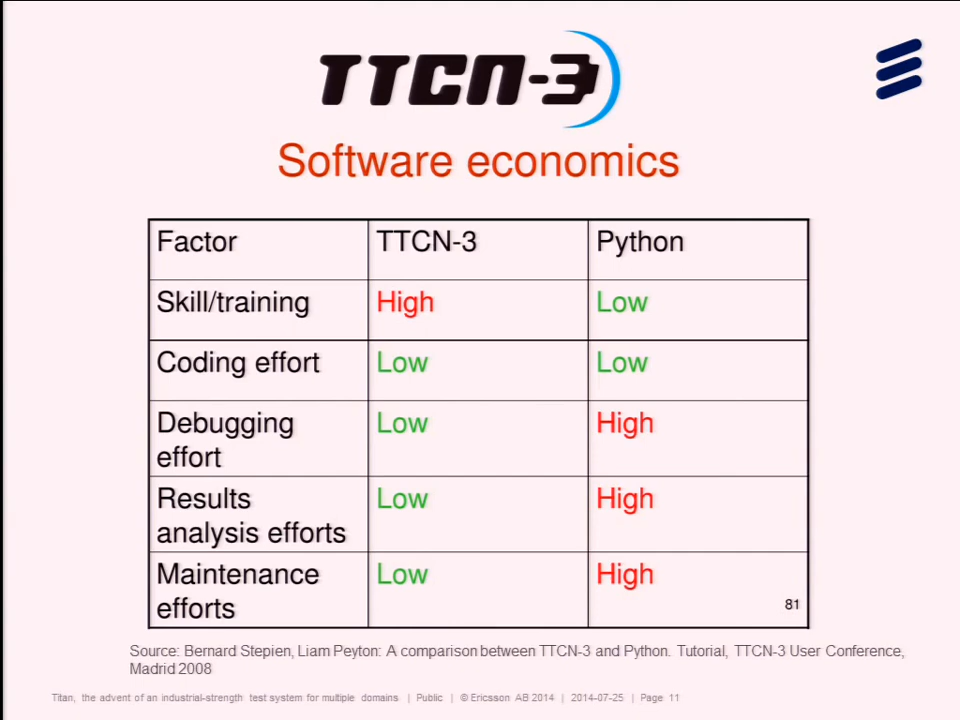 TTCN-3
Software economics
Factor TTCN-3 Python
Skill/training High Low
Coding effort Low Low
Debugging effort Low High
Results analysis efforts Low High
Maintenance efforts Low High
81
Source: Bernard Stepien, Liam Peyton: A comparison between TTCN-3 and Python. Tutorial, TTCN-3 User Conference,
Madrid 2008
Titan, the advent of an industrial-strength test system for multiple domains | Public | © Ericsson AB 2014 | 2014-07-25 | Page 11